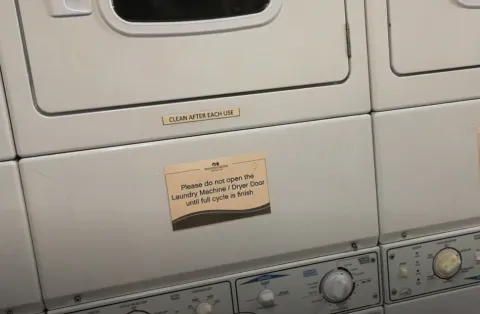 CLEAN AFTER EACH USE
Please do not open the
Laundry Machine / Dryer Door
until full cycle is finish